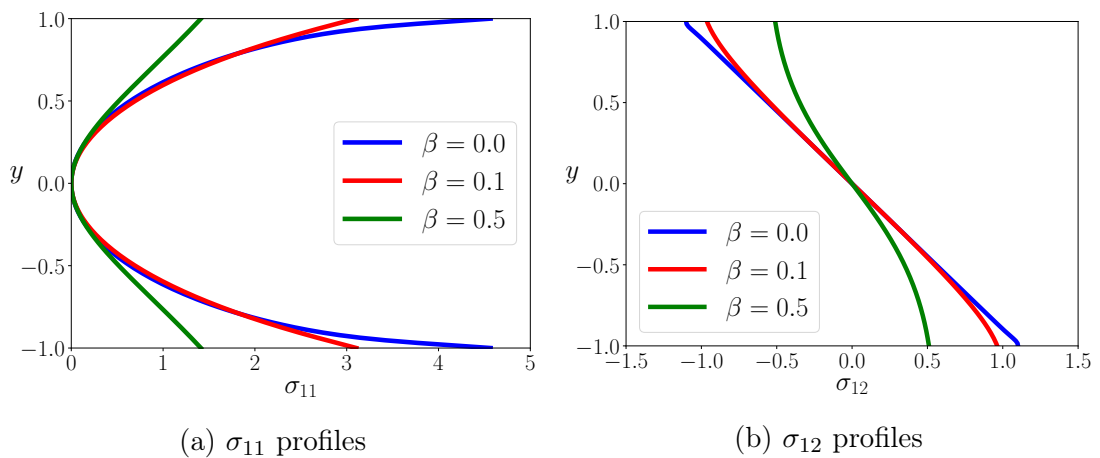 1.0
0.5
y
0.0
−0.5
−1.0
0 1 2 3 4 5
σ₁₁
β = 0.0
β = 0.1
β = 0.5
(a) σ₁₁ profiles
1.0
0.5
y
0.0
−0.5
−1.0
−1.5 −1.0 −0.5 0.0 0.5 1.0 1.5
σ₁₂
β = 0.0
β = 0.1
β = 0.5
(b) σ₁₂ profiles